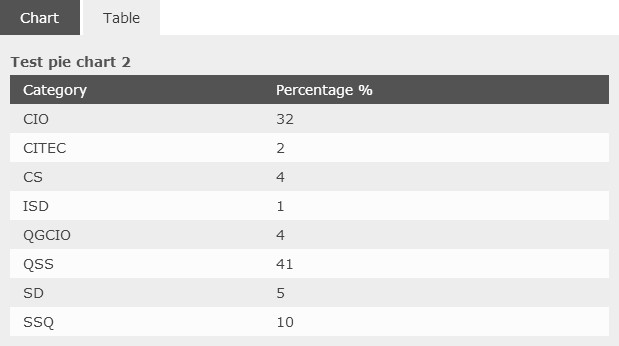 Chart Table
Test pie chart 2
Category Percentage %
CIO 32
CITEC 2
CS 4
ISD 1
QGCIO 4
QSS 41
SD 5
SSQ 10